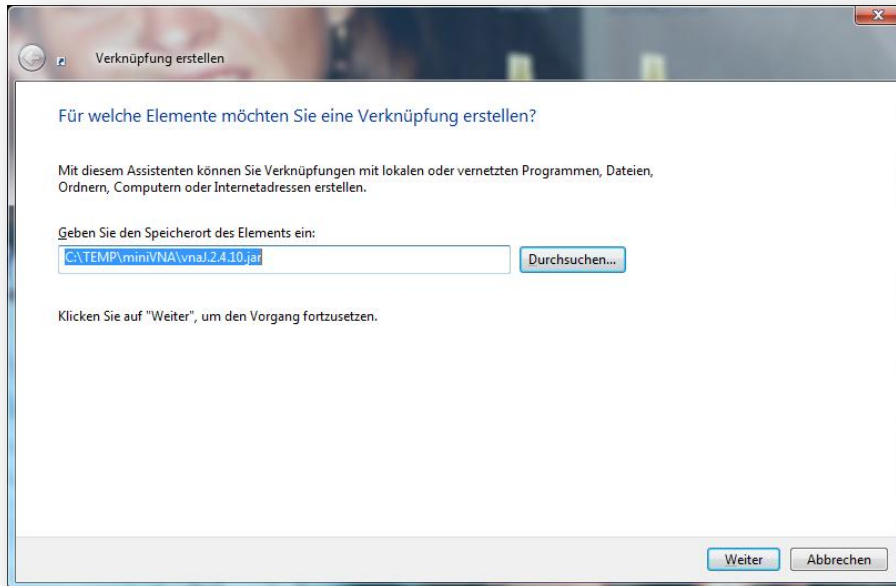 Verknüpfung erstellen
Für welche Elemente möchten Sie eine Verknüpfung erstellen?
Mit diesem Assistenten können Sie Verknüpfungen mit lokalen oder vernetzten Programmen, Dateien,
Ordnern, Computern oder Internetadressen erstellen.
Geben Sie den Speicherort des Elements ein:
C:\TEMP\miniVNA\vnaJ.2.4.10.jar
Durchsuchen...
Klicken Sie auf "Weiter", um den Vorgang fortzusetzen.
Weiter
Abbrechen